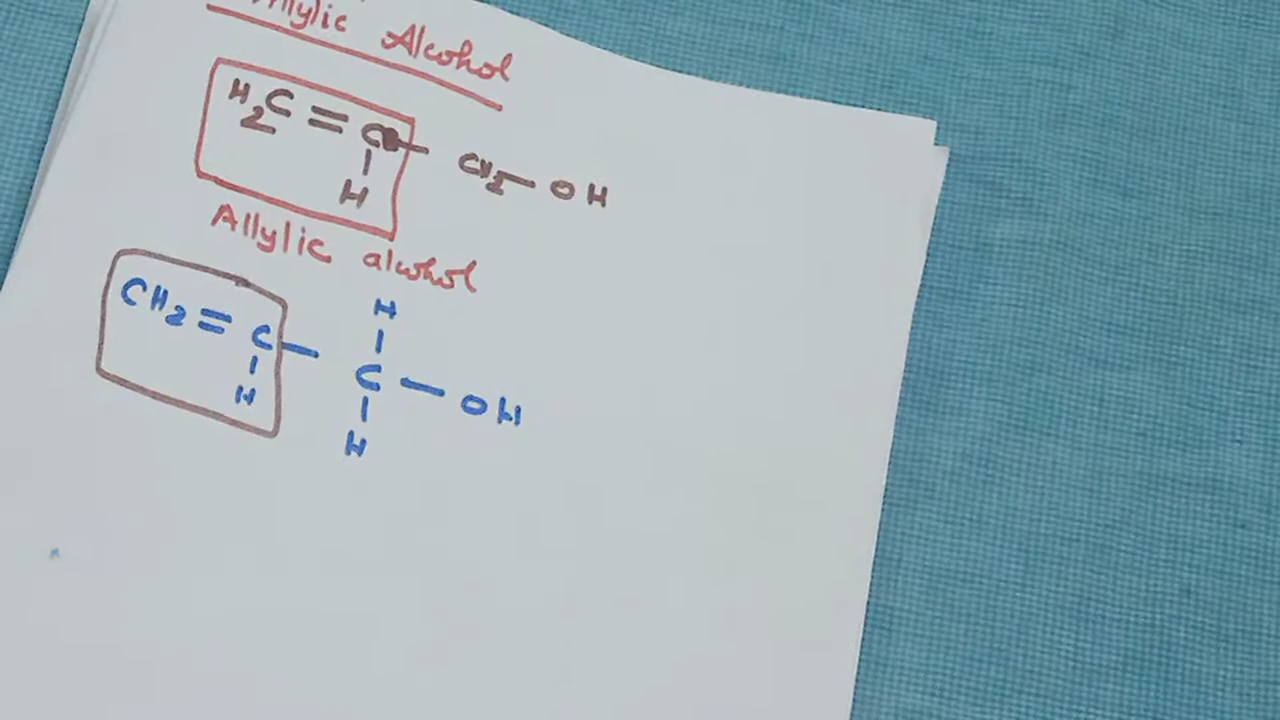 Allylic Alcohol
H2C = C — CH2 — OH
|
H
Allylic alcohol
H
|
CH2 = C — C — OH
| |
H H